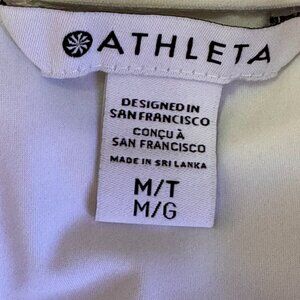 ATHLETA
DESIGNED IN
SAN FRANCISCO
CONÇU À
SAN FRANCISCO
MADE IN SRI LANKA
M/T
M/G